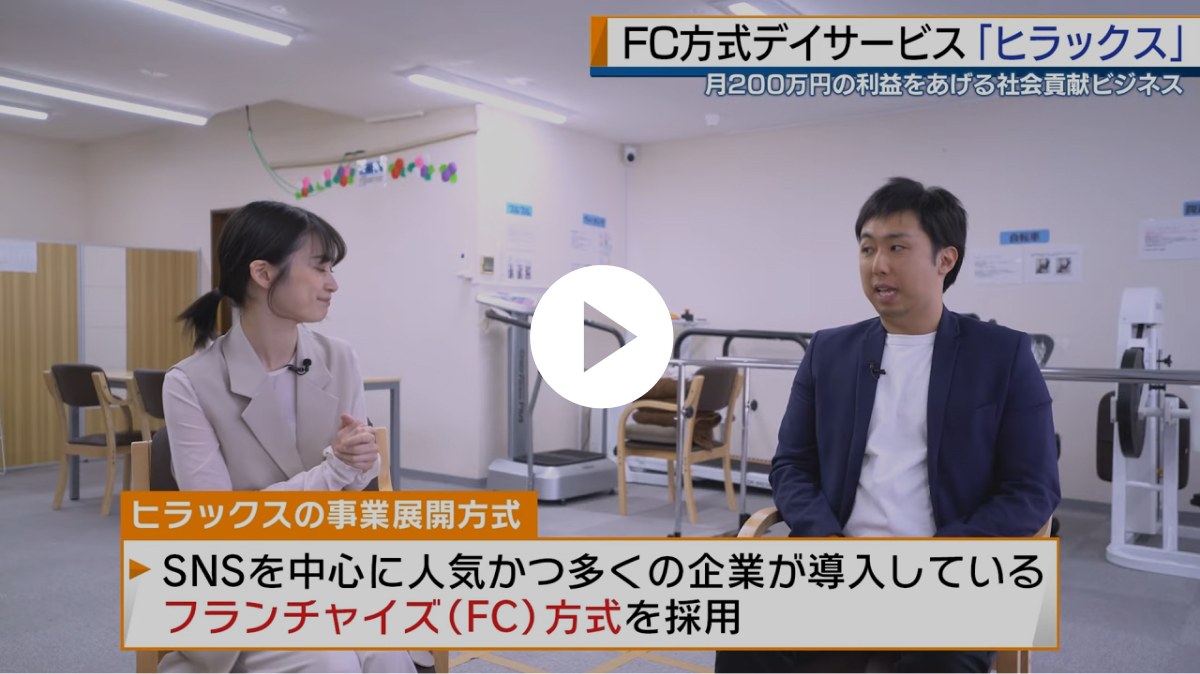 FC方式デイサービス「ヒラックス」
月200万円の利益をあげる社会貢献ビジネス
自転車
ヒラックスの事業展開方式
SNSを中心に人気かつ多くの企業が導入している
フランチャイズ（FC）方式を採用